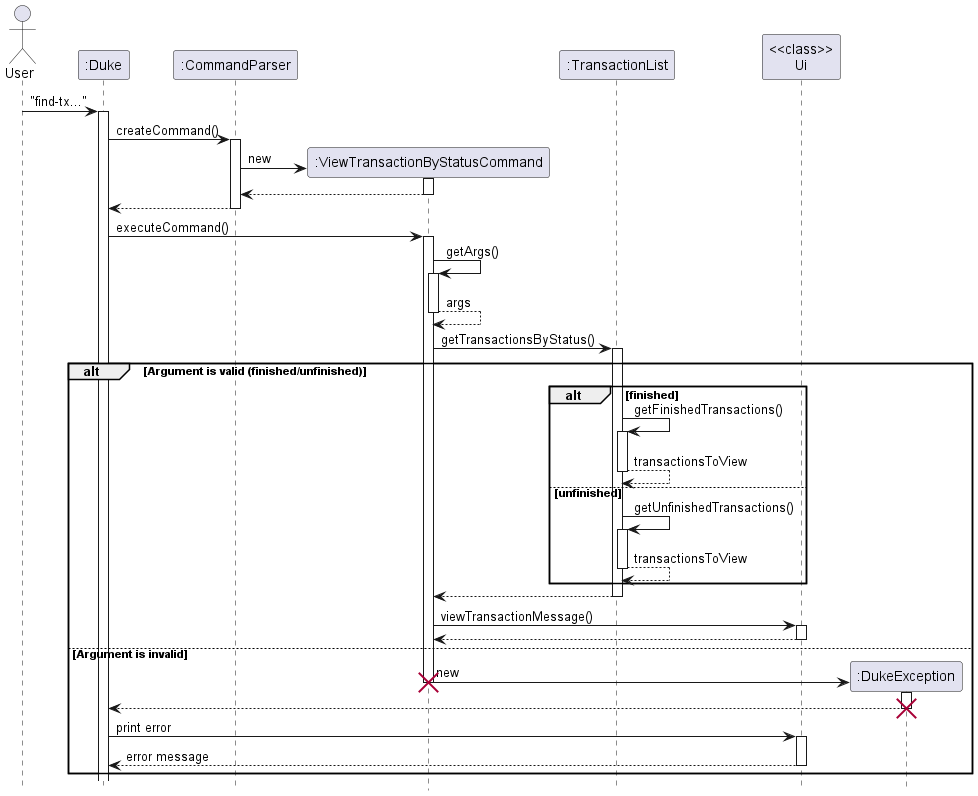 User
:Duke
:CommandParser
:TransactionList
<<class>>
Ui
"find-tx..."
createCommand()
new
:ViewTransactionByStatusCommand
executeCommand()
getArgs()
args
getTransactionsByStatus()
alt
[Argument is valid (finished/unfinished)]
alt
[finished]
getFinishedTransactions()
transactionsToView
[unfinished]
getUnfinishedTransactions()
transactionsToView
viewTransactionMessage()
[Argument is invalid]
new
:DukeException
print error
error message